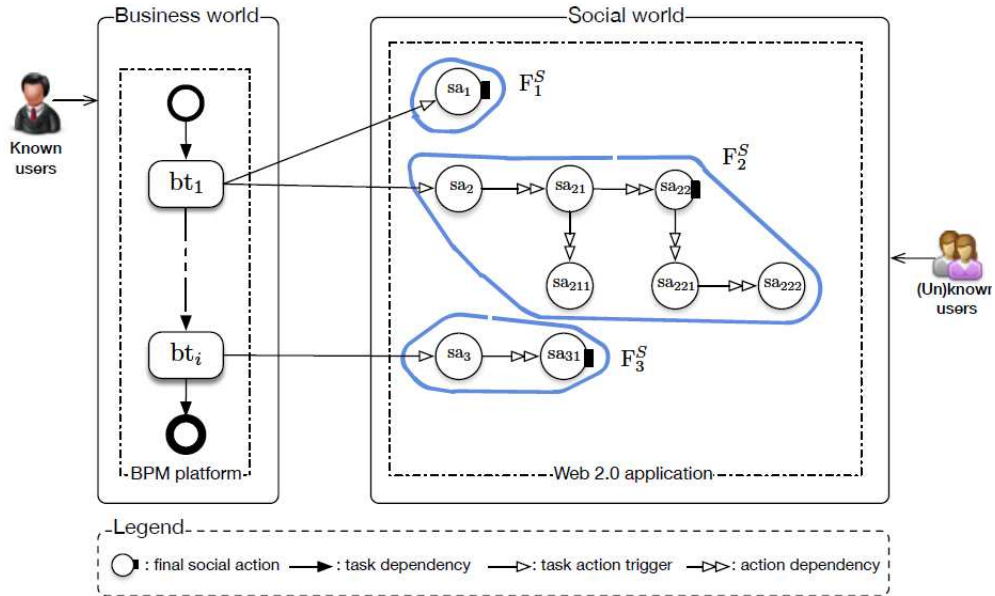 Business world
Social world
Known
users
bt₁
btᵢ
BPM platform
sa₁
F₁ˢ
F₂ˢ
sa₂
sa₂₁
sa₂₂
sa₂₁₁
sa₂₂₁
sa₂₂₂
sa₃
sa₃₁
F₃ˢ
Web 2.0 application
(Un)known
users
Legend
: final social action
: task dependency
: task action trigger
: action dependency